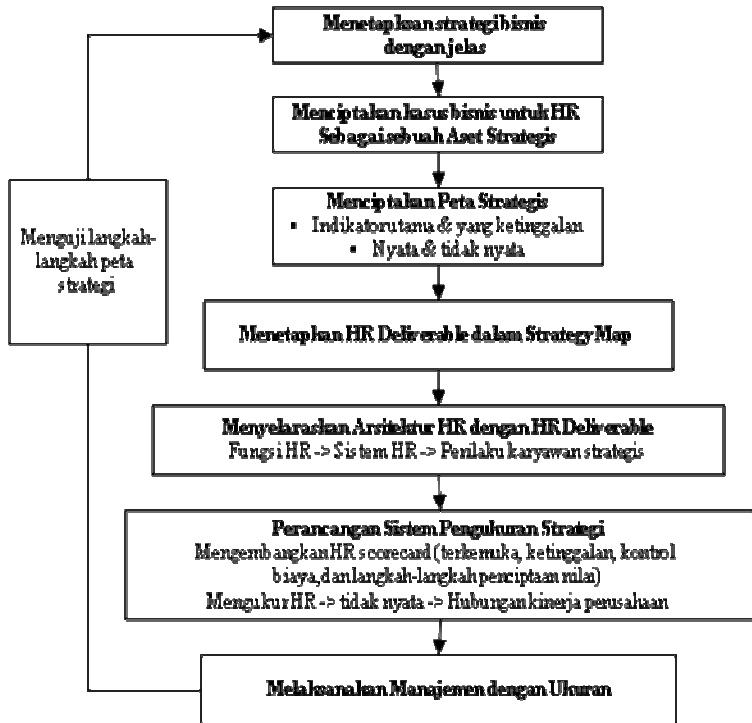 Menetapkan strategi bisnis
dengan jelas
Menciptakan kasus bisnis untuk HR
Sebagai sebuah Aset Strategis
Menciptakan Peta Strategis
▪ Indikator utama & yang ketinggalan
▪ Nyata & tidak nyata
Menguji langkah-
langkah peta
strategi
Menetapkan HR Deliverable dalam Strategy Map
Menyelaraskan Arsitektur HR dengan HR Deliverable
Fungsi HR -> Sistem HR -> Perilaku karyawan strategis
Perancangan Sistem Pengukuran Strategi
Mengembangkan HR scorecard (terkemuka, ketinggalan, kontrol
biaya, dan langkah-langkah penciptaan nilai)
Mengukur HR -> tidak nyata -> Hubungan kinerja perusahaan
Melaksanakan Manajemen dengan Ukuran